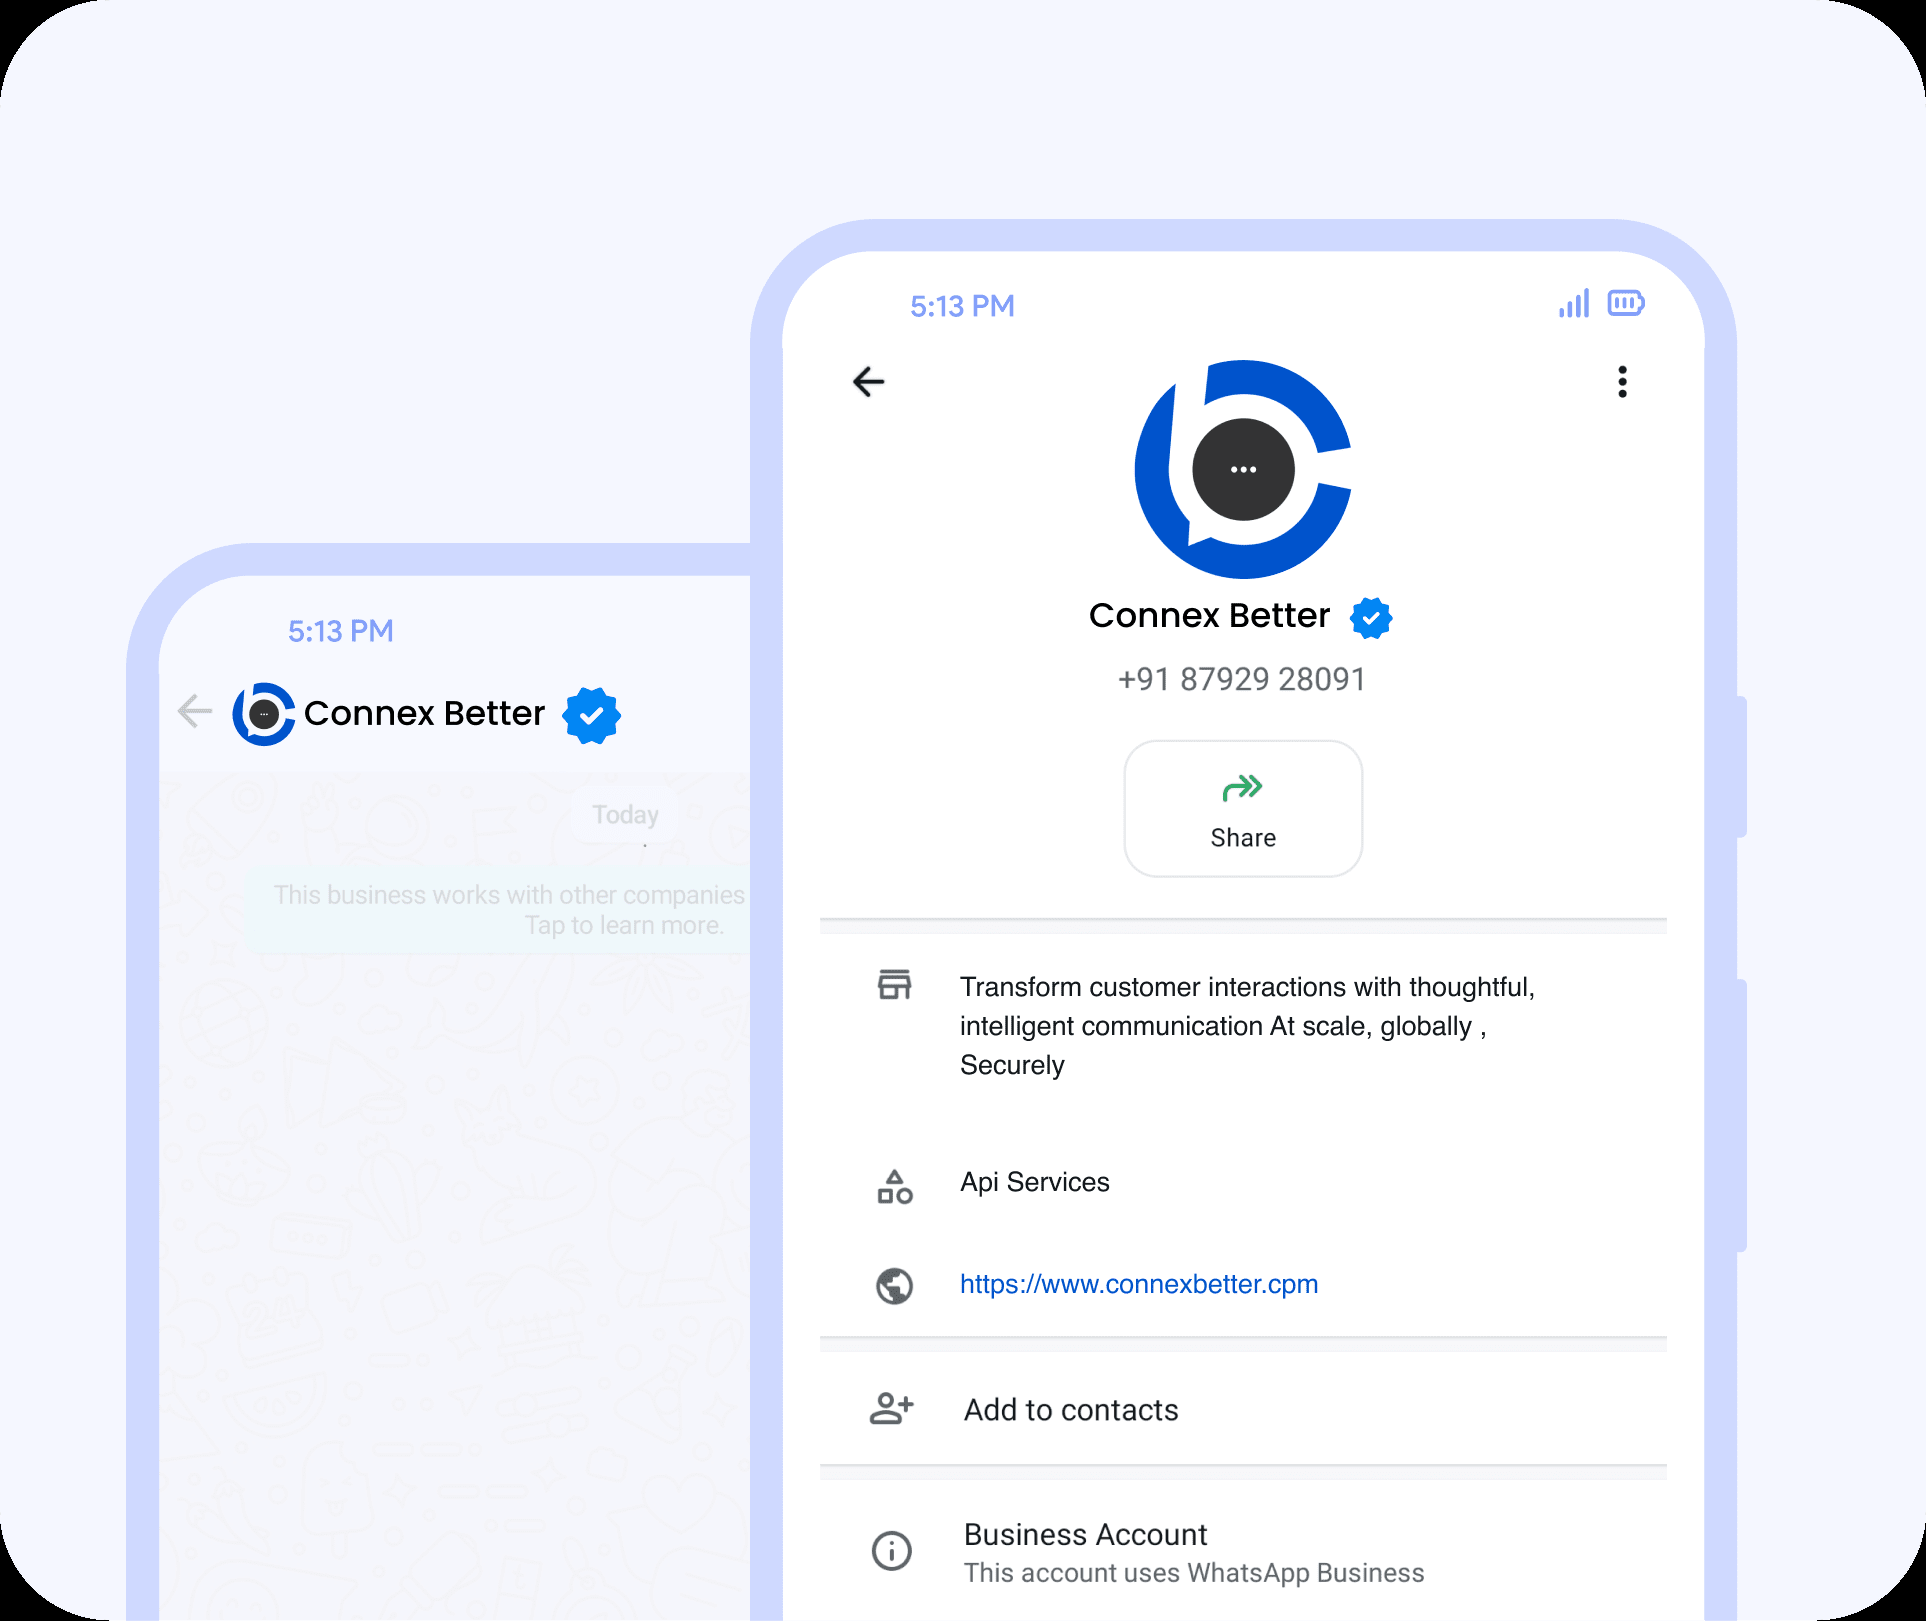 5:13 PM
Connex Better
+91 87929 28091
Share
Transform customer interactions with thoughtful,
intelligent communication At scale, globally ,
Securely
Api Services
https://www.connexbetter.cpm
Add to contacts
Business Account
This account uses WhatsApp Business
5:13 PM
Connex Better
Today
This business works with other companies
Tap to learn more.